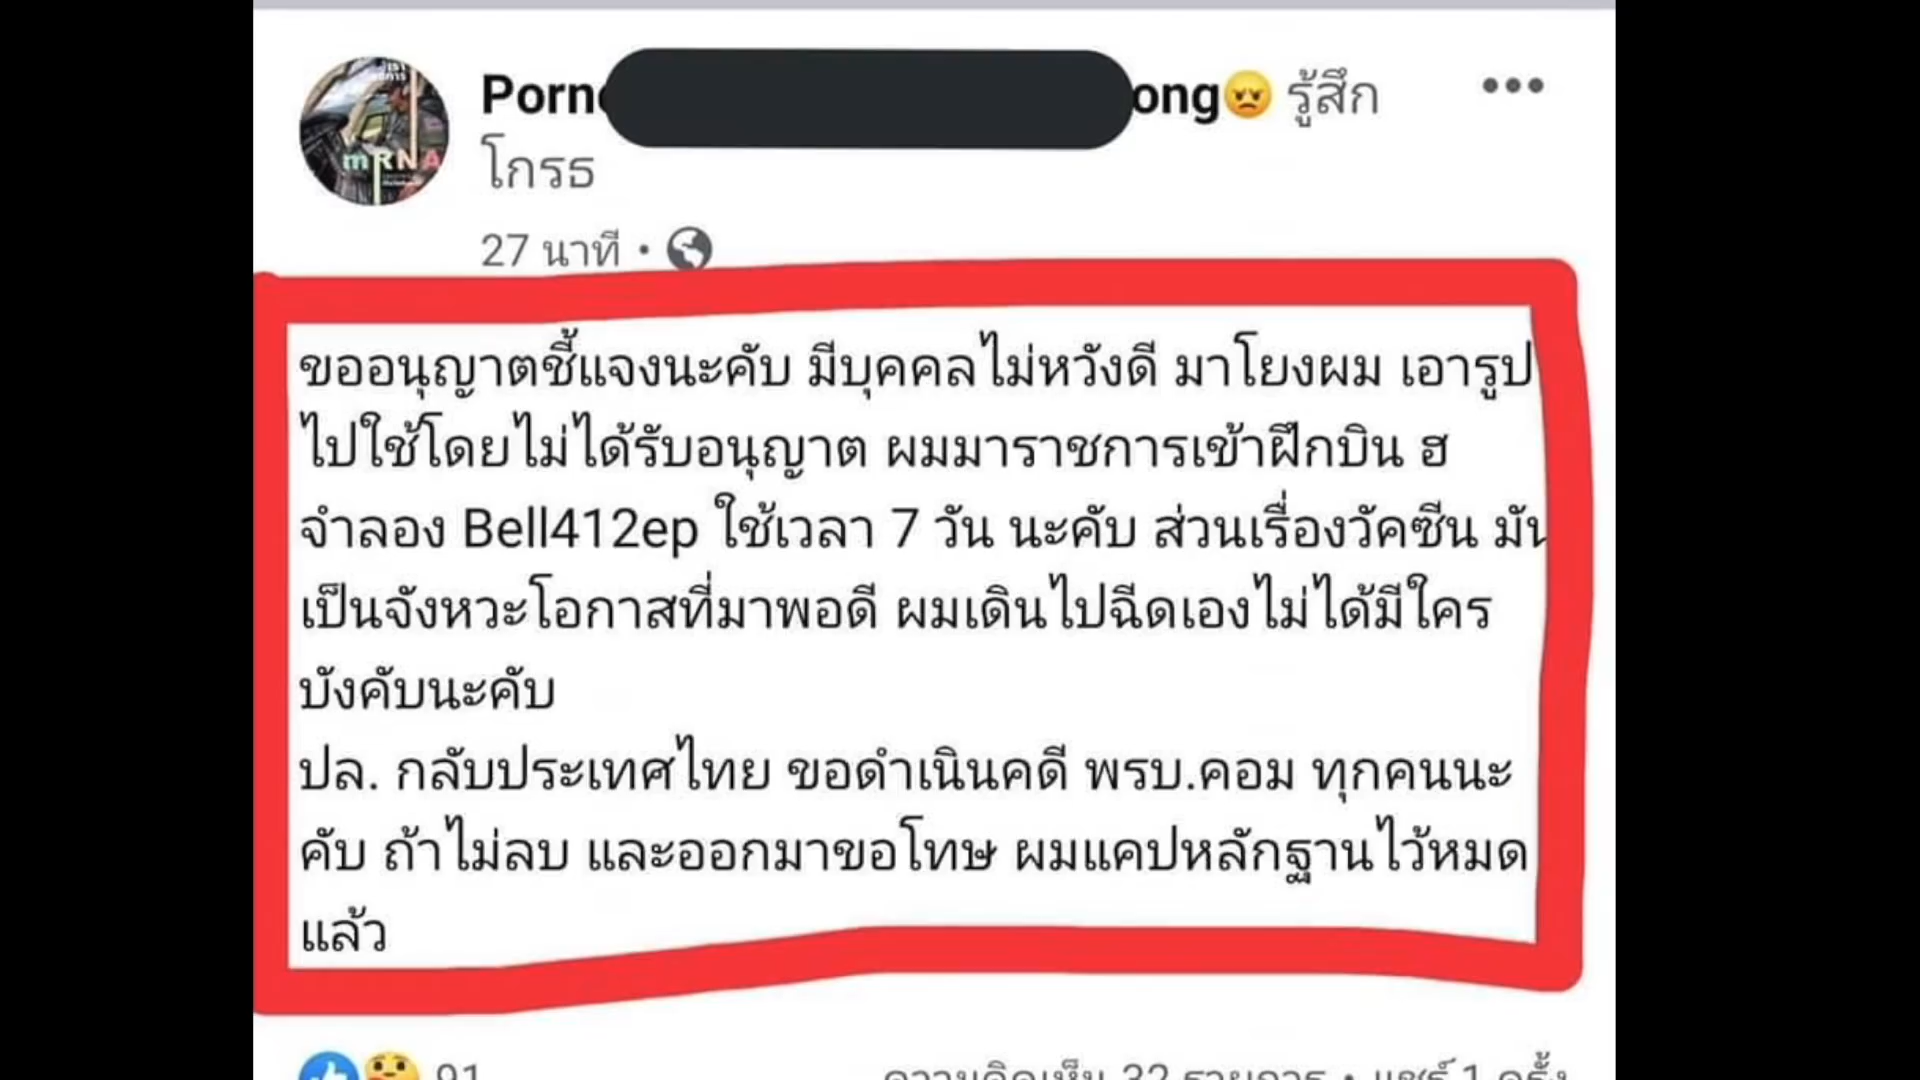 Porn ong😠 รู้สึก
โกรธ
27 นาที ·
mRNA
ขออนุญาตชี้แจงนะคับ มีบุคคลไม่หวังดี มาโยงผม เอารูป
ไปใช้โดยไม่ได้รับอนุญาต ผมมาราชการเข้าฝึกบิน ฮ
จำลอง Bell412ep ใช้เวลา 7 วัน นะคับ ส่วนเรื่องวัคซีน มัน
เป็นจังหวะโอกาสที่มาพอดี ผมเดินไปฉีดเองไม่ได้มีใคร
บังคับนะคับ
ปล. กลับประเทศไทย ขอดำเนินคดี พรบ.คอม ทุกคนนะ
คับ ถ้าไม่ลบ และออกมาขอโทษ ผมแคปหลักฐานไว้หมด
แล้ว
91 ความคิดเห็น 32 รายการ • แชร์ 1 ครั้ง